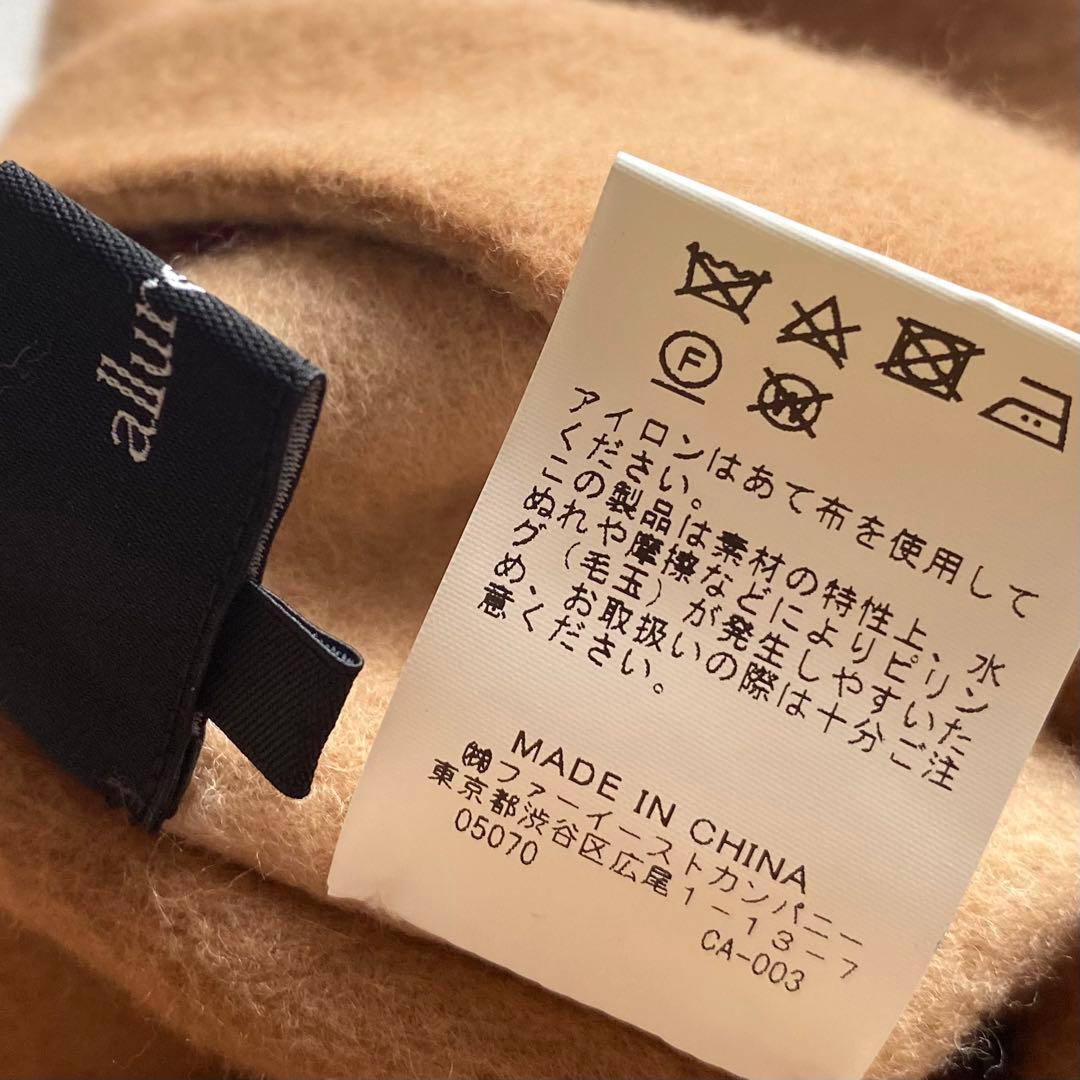 allur
F
W
アイロンはあて布を使用して
ください。
この製品は素材の特性上、水
ぬれや摩擦などによりピリン
グ(毛玉)が発生しやすいた
め、お取扱いの際は十分ご注
意ください。
MADE IN CHINA
㈱ファーイーストカンパニー
東京都渋谷区広尾1-13-7
05070 CA-003